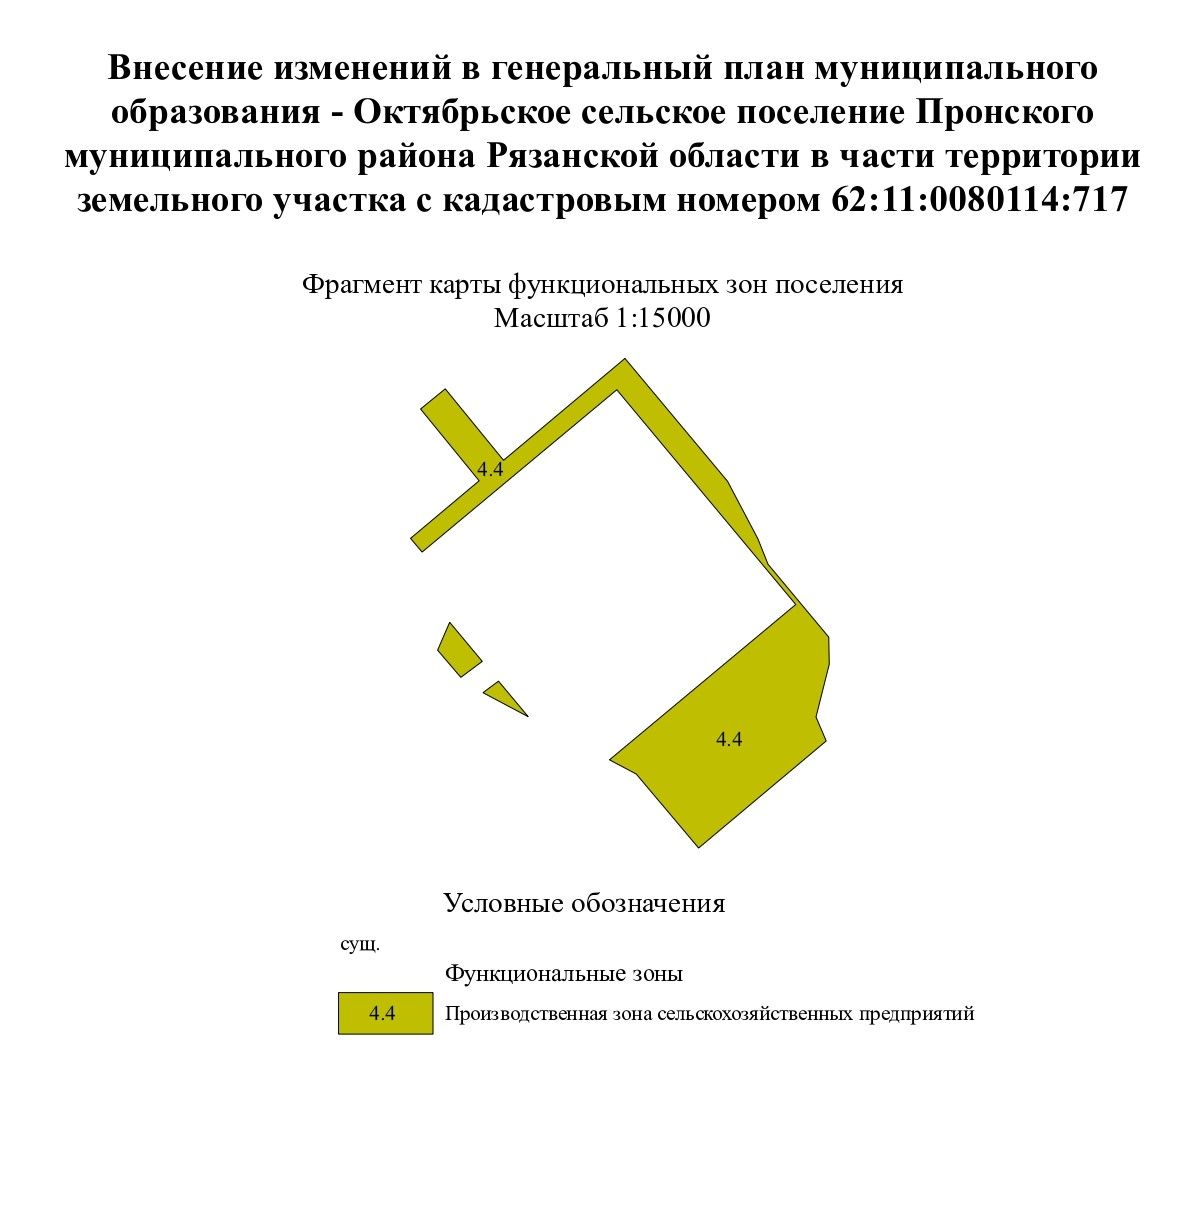 Внесение изменений в генеральный план муниципального
образования - Октябрьское сельское поселение Пронского
муниципального района Рязанской области в части территории
земельного участка с кадастровым номером 62:11:0080114:717
Фрагмент карты функциональных зон поселения
Масштаб 1:15000
4.4
4.4
Условные обозначения
сущ.
Функциональные зоны
4.4 Производственная зона сельскохозяйственных предприятий